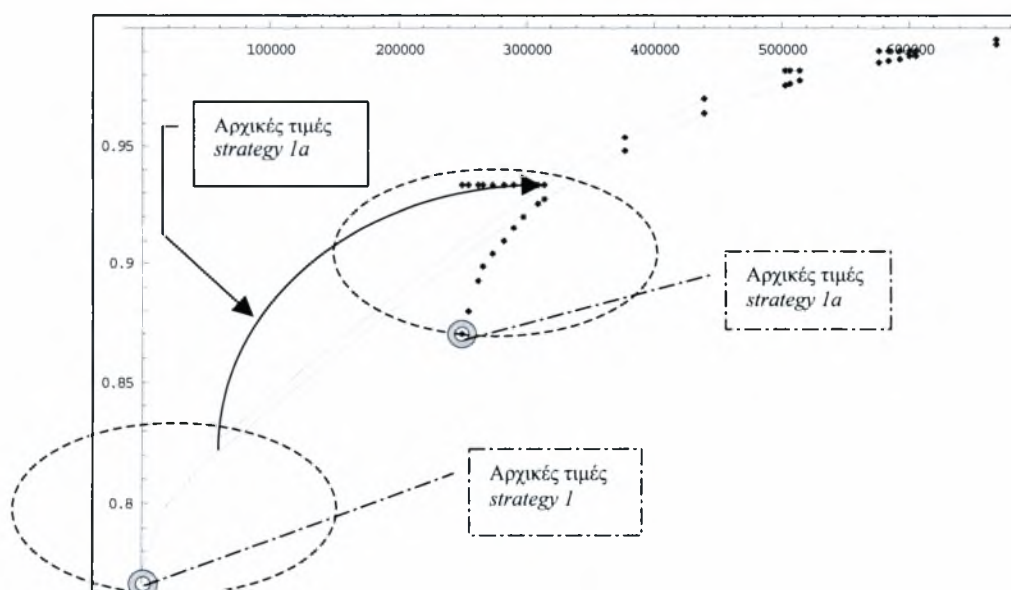 100000 200000 300000 400000 500000 600000
0.95
0.9
0.85
0.8
Αρχικές τιμές
strategy 1a
Αρχικές τιμές
strategy 1a
Αρχικές τιμές
strategy 1